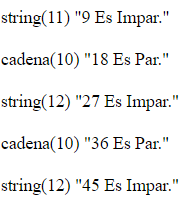 string(11) "9 Es Impar."
cadena(10) "18 Es Par."
string(12) "27 Es Impar."
cadena(10) "36 Es Par."
string(12) "45 Es Impar."